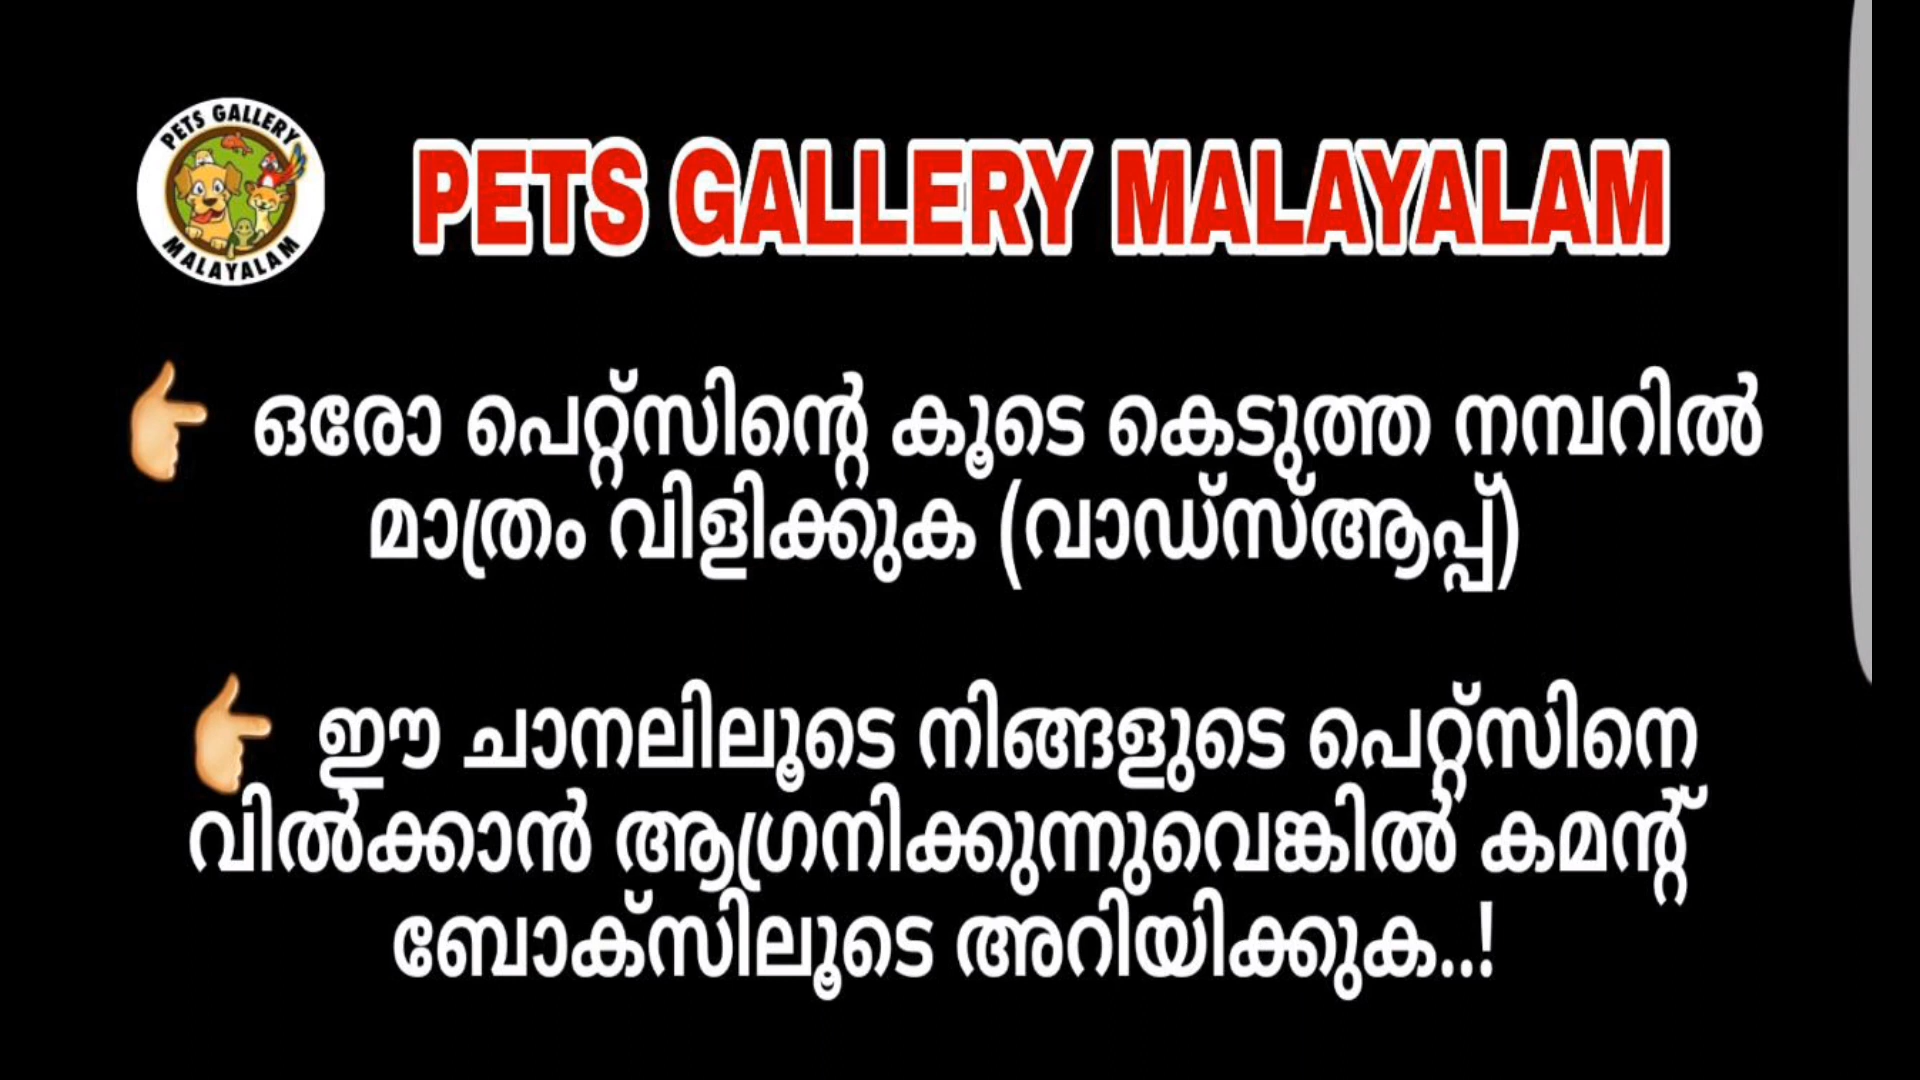 PETS GALLERY
MALAYALAM
PETS GALLERY MALAYALAM
👉 ഒരോ പെറ്റ്സിന്റെ കൂടെ കെടുത്ത നമ്പറിൽ
മാത്രം വിളിക്കുക (വാഡ്സ്ആപ്പ്)
👉 ഈ ചാനലിലൂടെ നിങ്ങളുടെ പെറ്റ്സിനെ
വിൽക്കാൻ ആഗ്രനിക്കുന്നുവെങ്കിൽ കമന്റ്
ബോക്സിലൂടെ അറിയിക്കുക..!